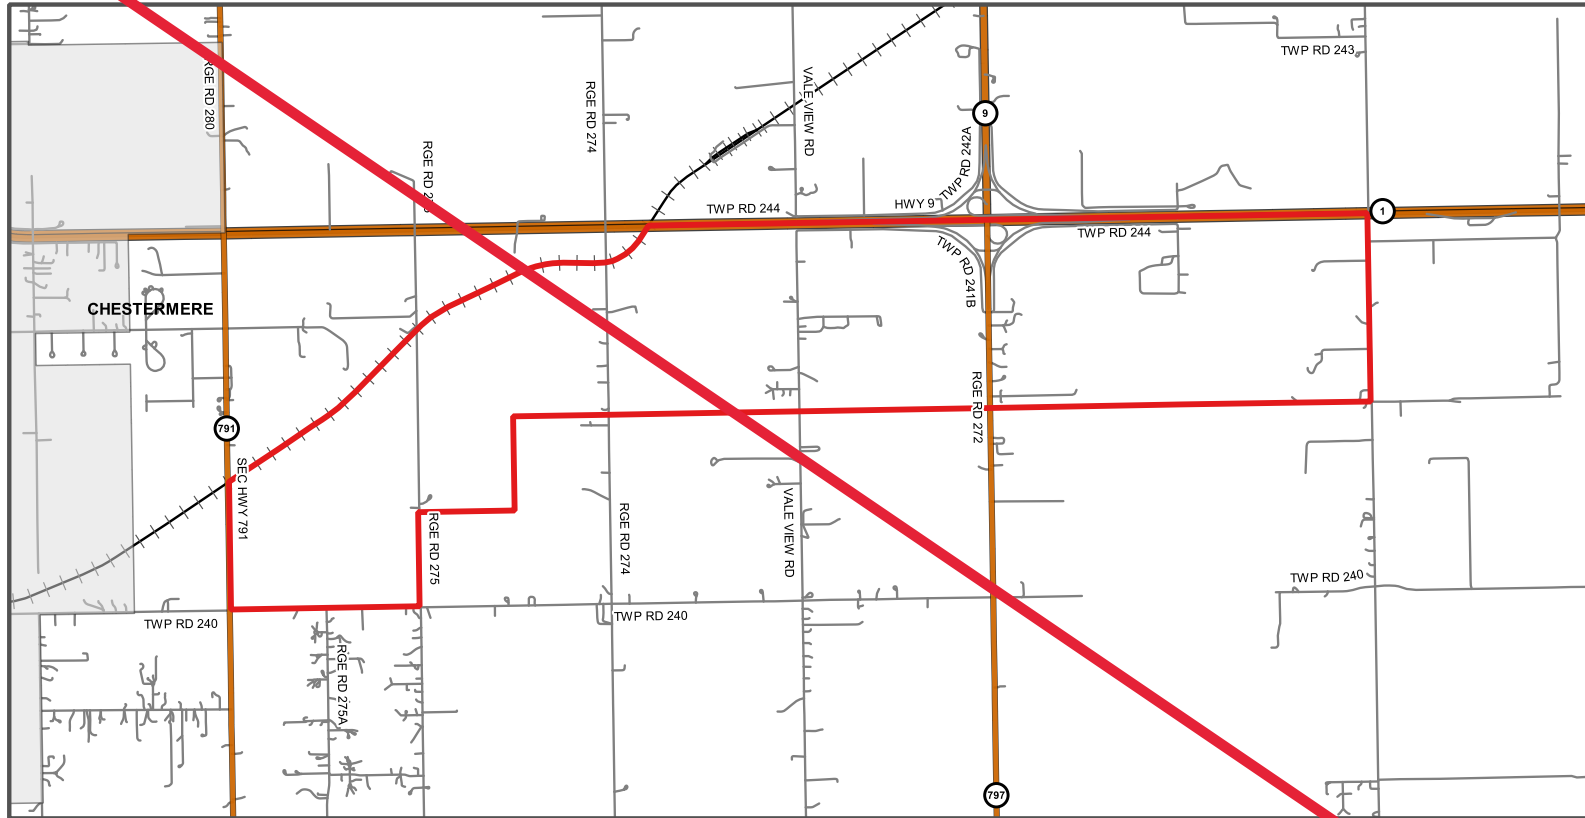 TWP RD 243
RGE RD 280
RGE RD 274
VALE VIEW RD
9
TWP RD 242A
RGE RD
HWY 9
TWP RD 244
1
TWP RD 244
TWP RD 241B
CHESTERMERE
791
RGE RD 272
SEC HWY 791
RGE RD 275
RGE RD 274
VALE VIEW RD
TWP RD 240
TWP RD 240
TWP RD 240
RGE RD 275A
797